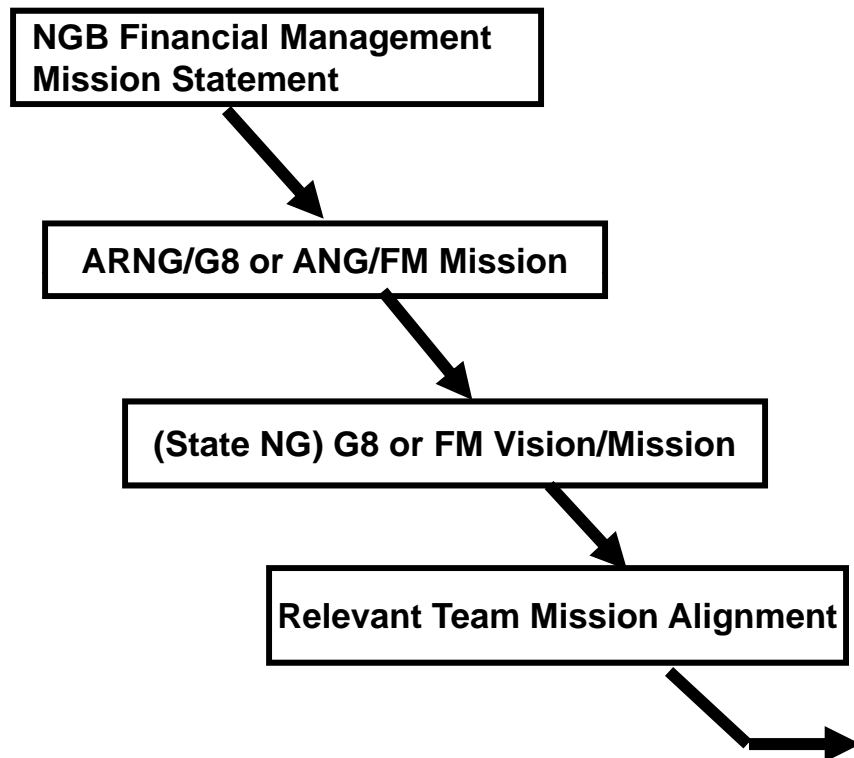 NGB Financial Management
Mission Statement
ARNG/G8 or ANG/FM Mission
(State NG) G8 or FM Vision/Mission
Relevant Team Mission Alignment